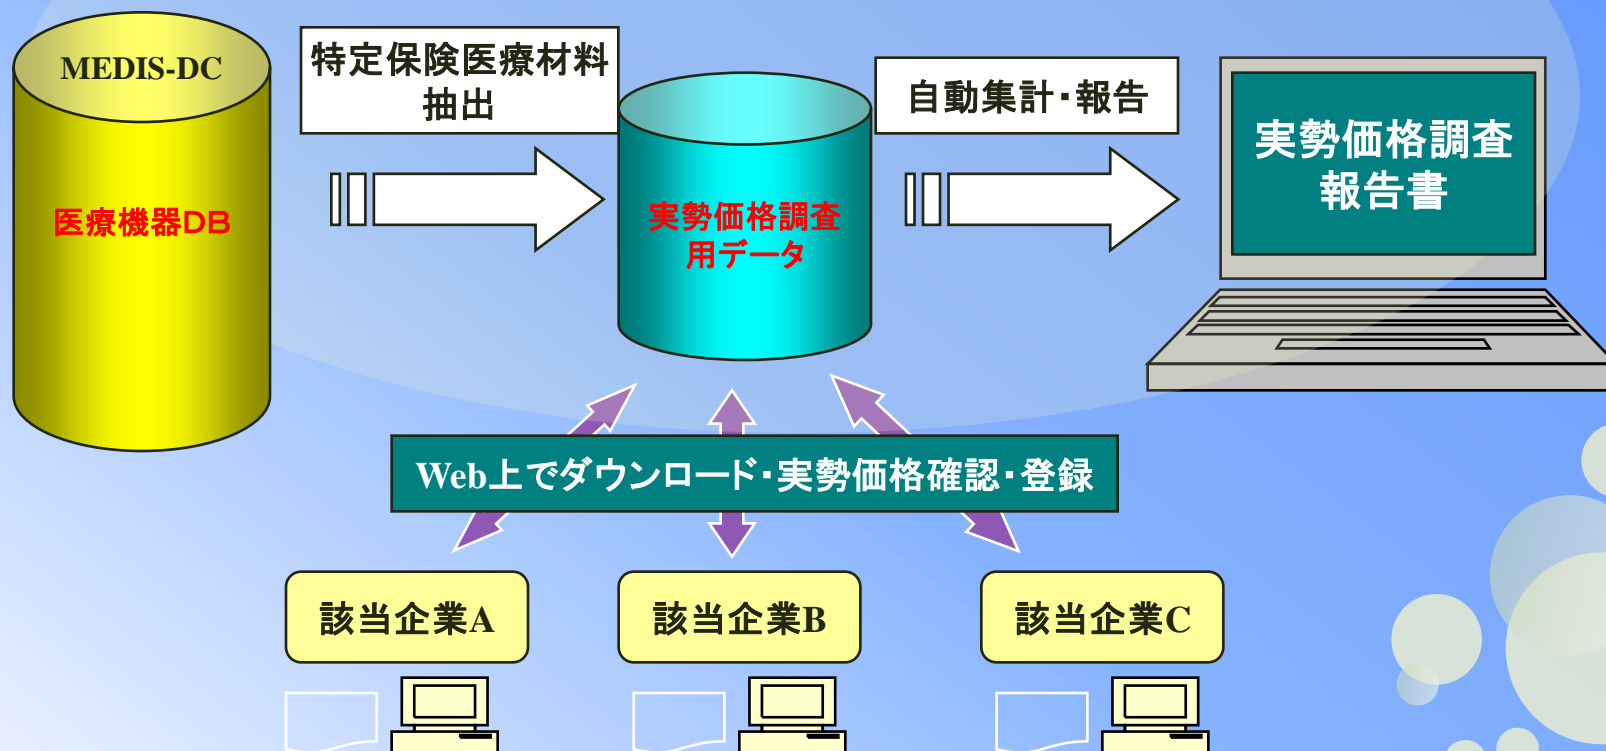 MEDIS-DC
医療機器DB
特定保険医療材料
抽出
実勢価格調査
用データ
自動集計・報告
実勢価格調査
報告書
Web上でダウンロード・実勢価格確認・登録
該当企業A
該当企業B
該当企業C